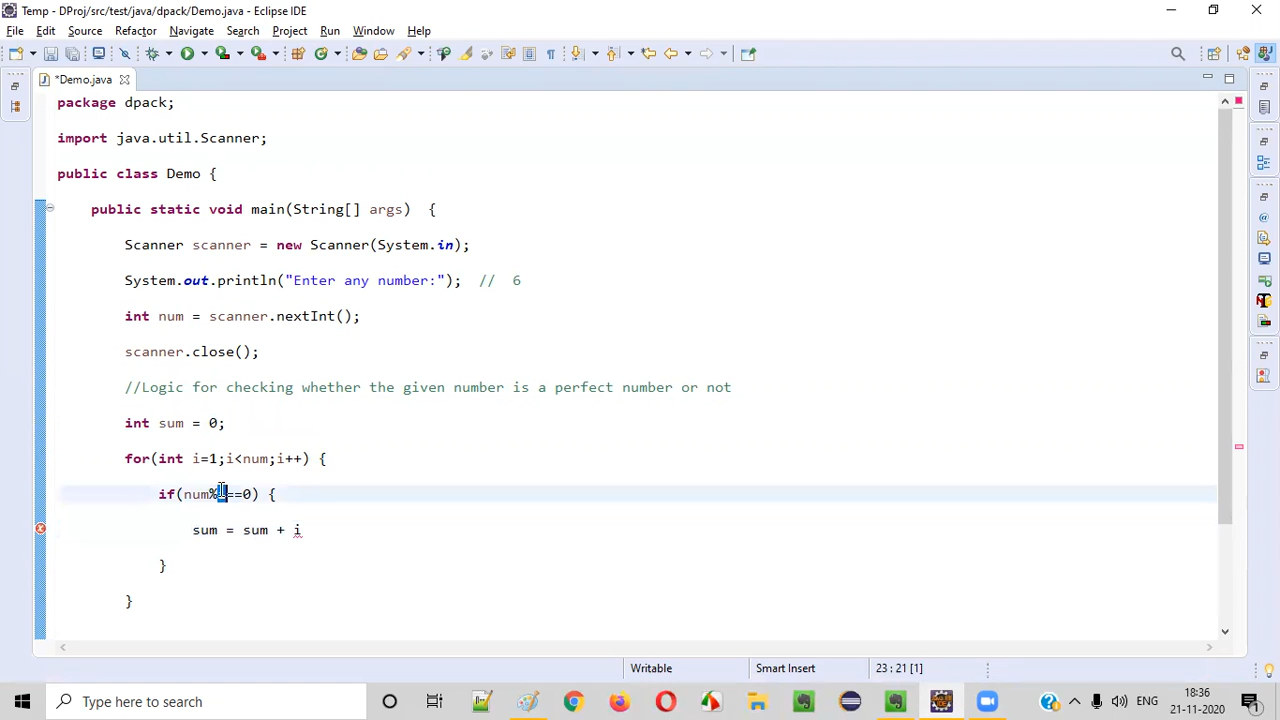 Temp - DProj/src/test/java/dpack/Demo.java - Eclipse IDE
File Edit Source Refactor Navigate Search Project Run Window Help
*Demo.java
package dpack;
import java.util.Scanner;
public class Demo {
public static void main(String[] args)  {
Scanner scanner = new Scanner(System.in);
System.out.println("Enter any number:");  //  6
int num = scanner.nextInt();
scanner.close();
//Logic for checking whether the given number is a perfect number or not
int sum = 0;
for(int i=1;i<num;i++) {
if(num% ==0) {
sum = sum + i
}
}
Writable Smart Insert 23 : 21 [1]
Type here to search
ENG
18:36
21-11-2020